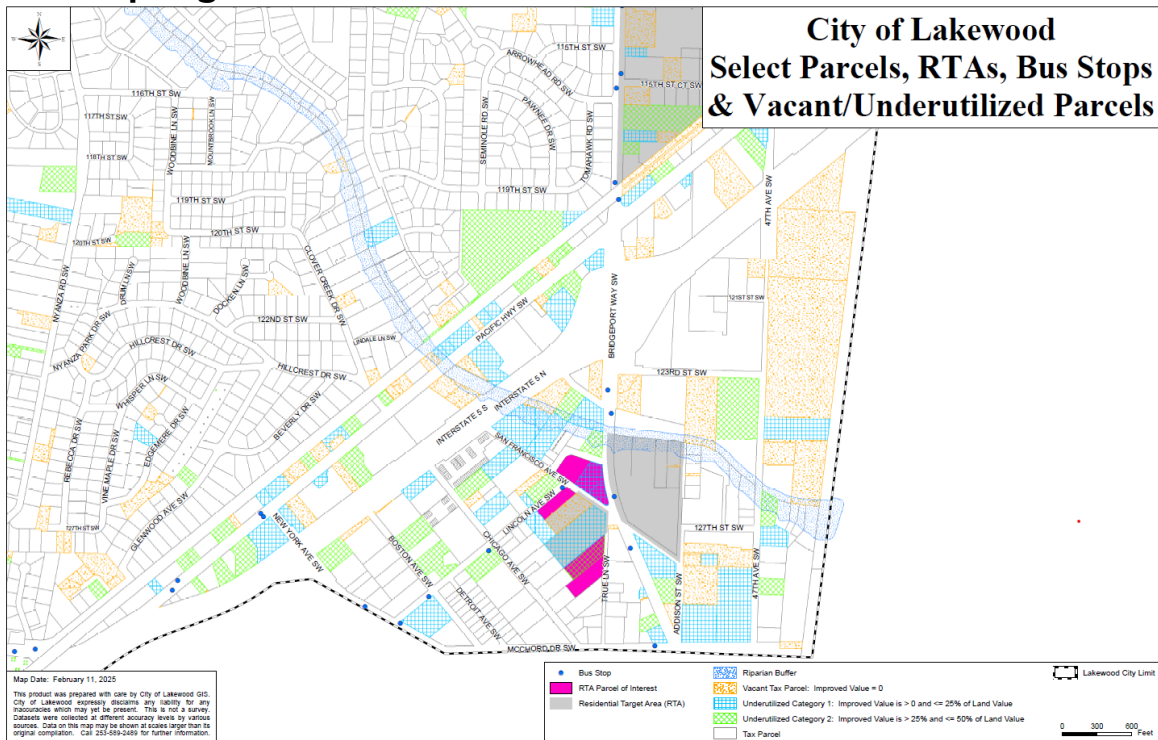 City of Lakewood
Select Parcels, RTAs, Bus Stops
& Vacant/Underutilized Parcels
N
W
E
S
115TH ST SW
ARROWHEAD RD SW
115TH ST CT SW
116TH ST SW
117TH ST SW
WOODBINE LN SW
MOUNTBROOK LN SW
SEMINOLE RD SW
PAWNEE DR SW
TOMAHAWK RD SW
118TH ST SW
119TH ST SW
119TH ST SW
47TH AVE SW
120TH ST SW
120TH ST SW
NYANZA RD SW
DRUM LN SW
WOODBINE LN SW
DOCKEN LN SW
CLOVER CREEK DR SW
121ST ST SW
122ND ST SW
PACIFIC HWY SW
BRIDGEPORT WAY SW
NYANZA PARK DR SW
HILLCREST DR SW
LINDALE LN SW
HILLCREST DR SW
123RD ST SW
WHISPER LN SW
INTERSTATE 5 N
BEVERLY DR SW
INTERSTATE 5 S
REBECCA DR SW
VINE MAPLE DR SW
EDGEMERE DR SW
SAN FRANCISCO AVE SW
GLENWOOD AVE SW
127TH ST SW
NEW YORK AVE SW
LINCOLN AVE SW
127TH ST SW
BOSTON AVE SW
CHICAGO AVE SW
DETROIT AVE SW
TRUE LN SW
ADDISON ST SW
47TH AVE SW
MCCHORD DR SW
Map Date: February 11, 2025
This product was prepared with care by City of Lakewood GIS.
City of Lakewood expressly disclaims any liability for any
inaccuracies which may yet be present. This is not a survey.
Datasets were collected at different accuracy levels by various
sources. Data on this map may be shown at scales larger than its
original compilation. Call 253-589-2489 for further information.
Bus Stop
RTA Parcel of Interest
Residential Target Area (RTA)
Riparian Buffer
Vacant Tax Parcel: Improved Value = 0
Underutilized Category 1: Improved Value is > 0 and <= 25% of Land Value
Underutilized Category 2: Improved Value is > 25% and <= 50% of Land Value
Tax Parcel
Lakewood City Limit
0 300 600
Feet